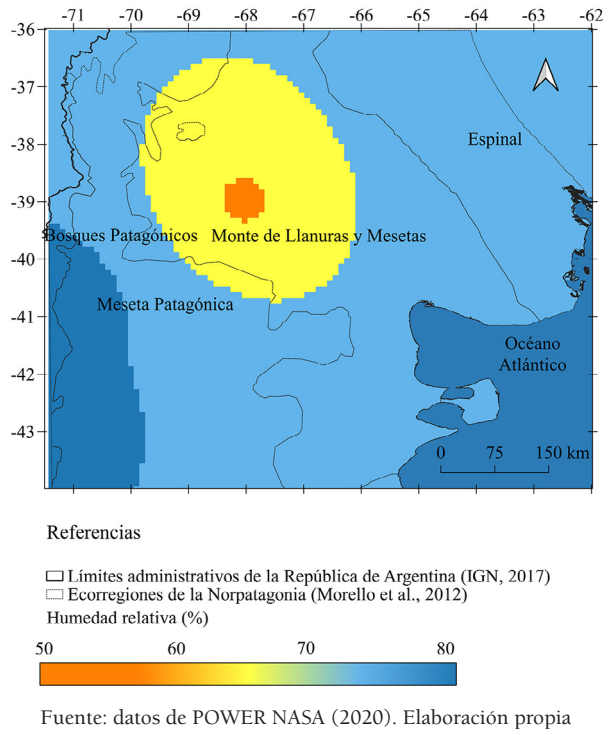 -71 -70 -69 -68 -67 -66 -65 -64 -63 -62
-36
-37
-38
Espinal
-39
Bosques Patagónicos Monte de Llanuras y Mesetas
-40
Meseta Patagónica
-41
Océano
Atlántico
-42
-43
0 75 150 km
Referencias
Límites administrativos de la República de Argentina (IGN, 2017)
Ecorregiones de la Norpatagonia (Morello et al., 2012)
Humedad relativa (%)
50 60 70 80
Fuente: datos de POWER NASA (2020). Elaboración propia